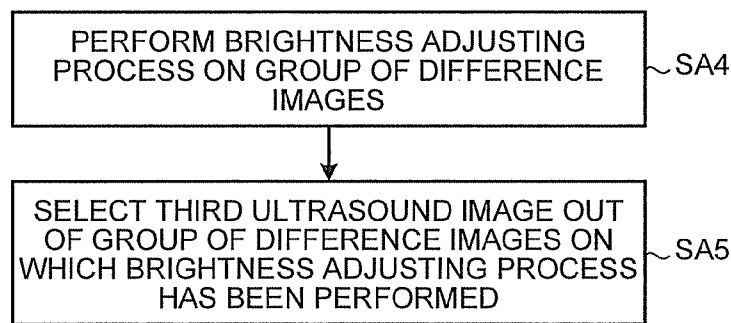 PERFORM BRIGHTNESS ADJUSTING
PROCESS ON GROUP OF DIFFERENCE
IMAGES
SA4
SELECT THIRD ULTRASOUND IMAGE OUT
OF GROUP OF DIFFERENCE IMAGES ON
WHICH BRIGHTNESS ADJUSTING PROCESS
HAS BEEN PERFORMED
SA5